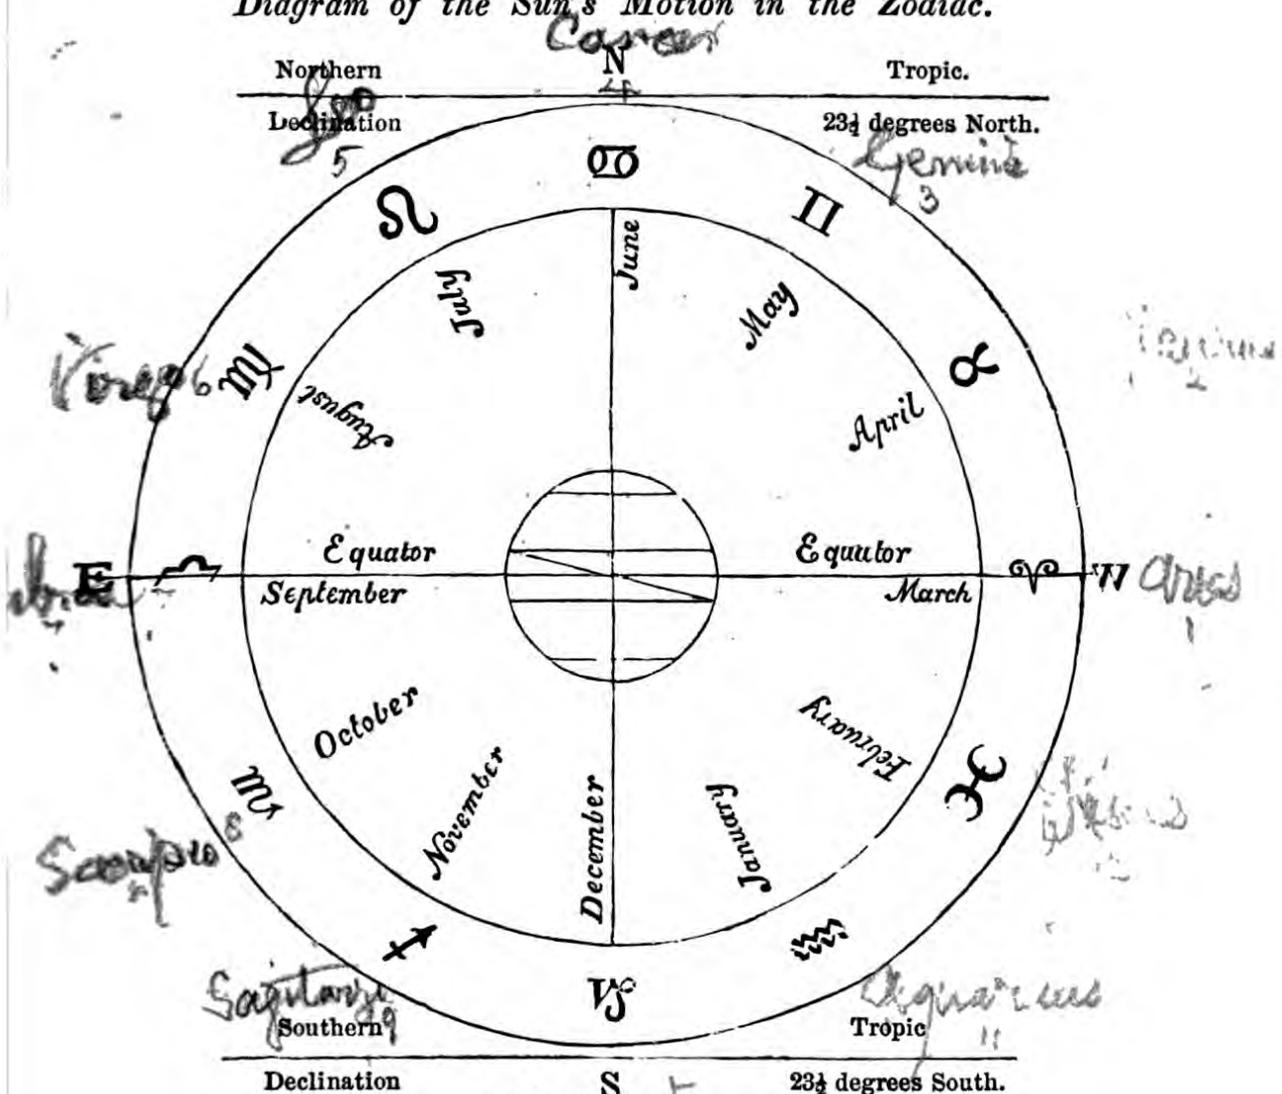 Diagram of the Sun's Motion in the Zodiac.
Cancer
N
4
Northern
Tropic.
Leo
Declination
23½ degrees North.
5
Gemini
3
♋
♌
♊
June
July
May
Virgo 6
♍
♉
August
April
Equator
Equator
E
♎
September
March
♈
W
Aries
1
October
February
♏
November
December
January
♓
Scorpio
8
♐
♒
♑
Sagitari
9
Aquarius
11
Southern
Tropic
Declination
S
23½ degrees South.